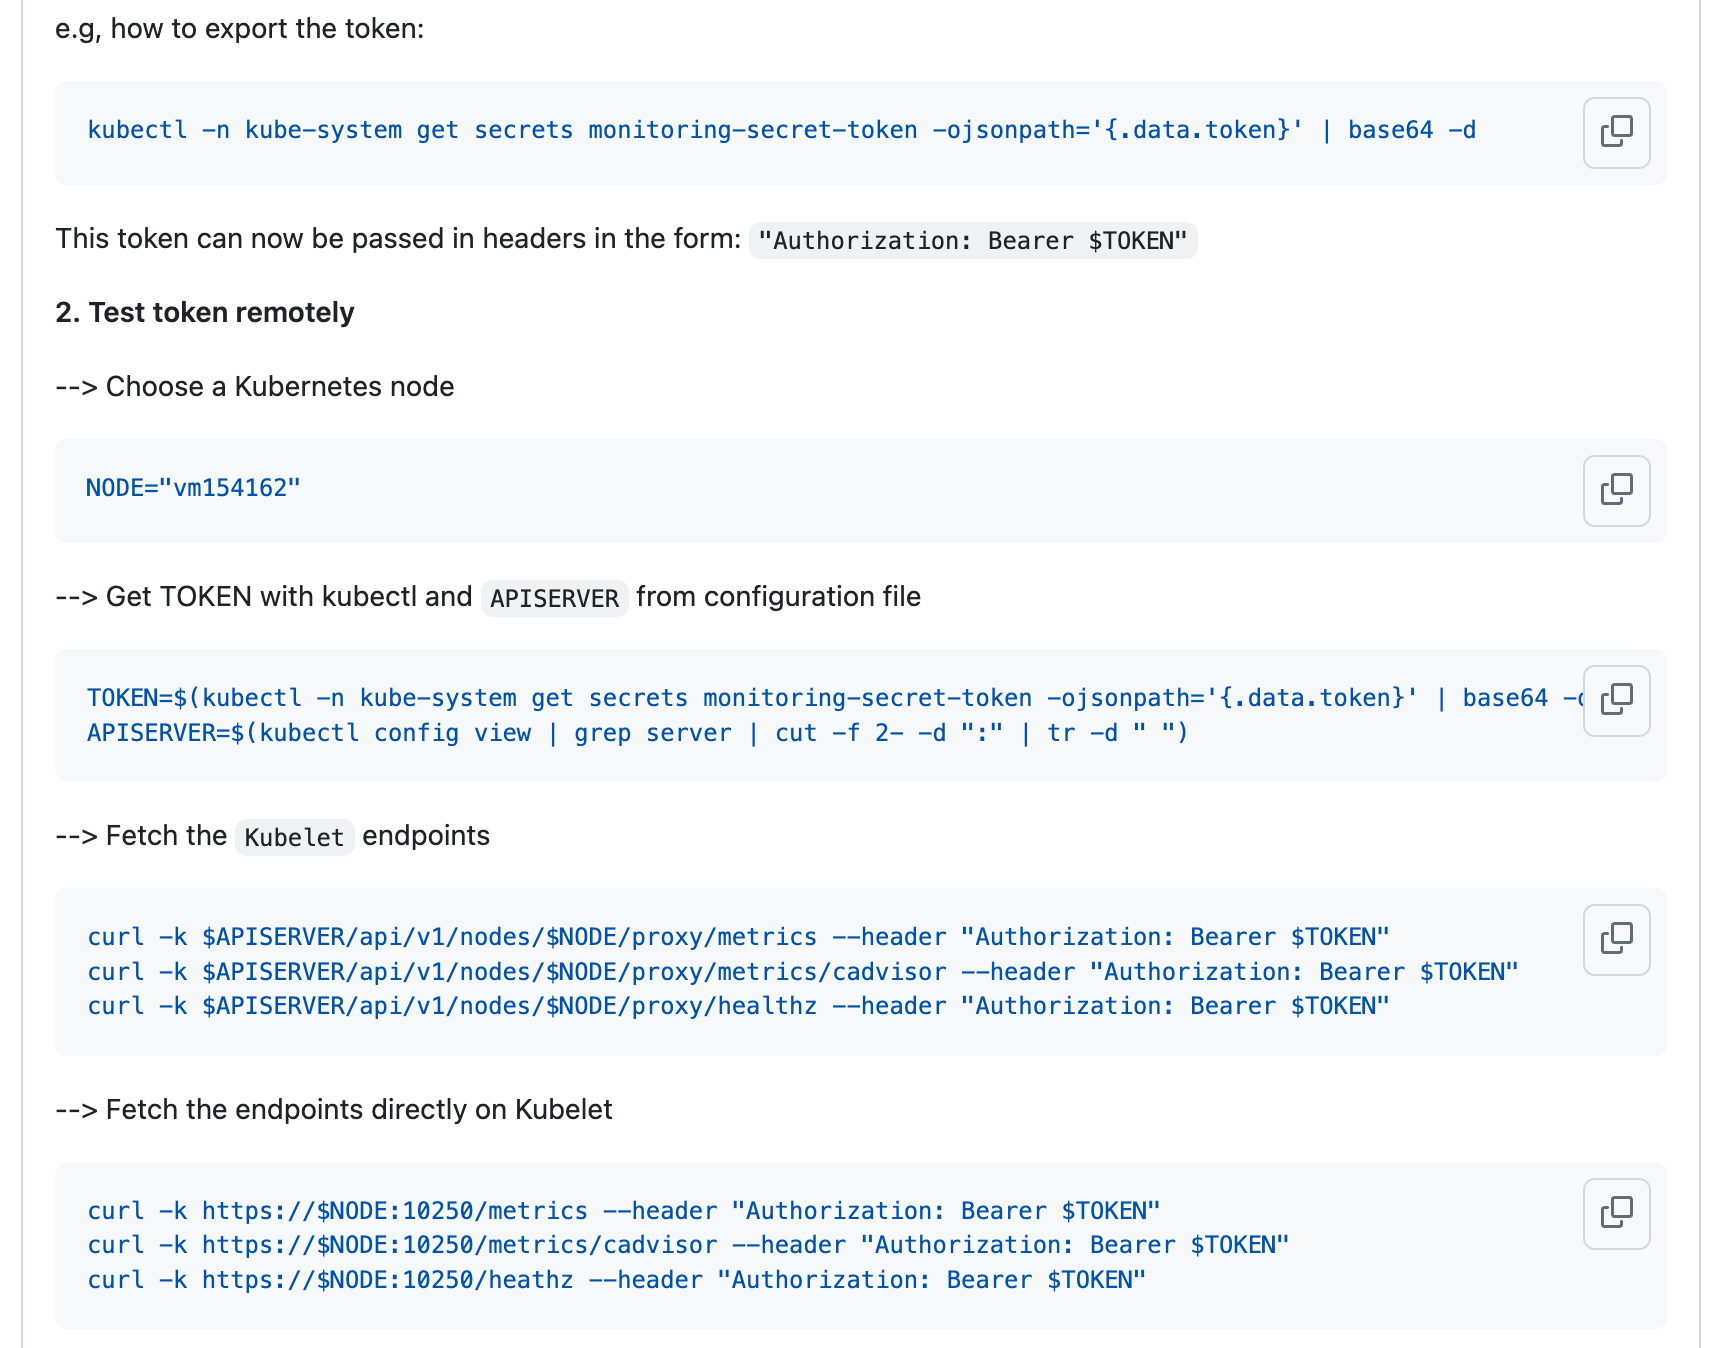 e.g, how to export the token:
kubectl -n kube-system get secrets monitoring-secret-token -ojsonpath='{.data.token}' | base64 -d
This token can now be passed in headers in the form: "Authorization: Bearer $TOKEN"
2. Test token remotely
--> Choose a Kubernetes node
NODE="vm154162"
--> Get TOKEN with kubectl and APISERVER from configuration file
TOKEN=$(kubectl -n kube-system get secrets monitoring-secret-token -ojsonpath='{.data.token}' | base64 -
APISERVER=$(kubectl config view | grep server | cut -f 2- -d ":" | tr -d " ")
--> Fetch the Kubelet endpoints
curl -k $APISERVER/api/v1/nodes/$NODE/proxy/metrics --header "Authorization: Bearer $TOKEN"
curl -k $APISERVER/api/v1/nodes/$NODE/proxy/metrics/cadvisor --header "Authorization: Bearer $TOKEN"
curl -k $APISERVER/api/v1/nodes/$NODE/proxy/healthz --header "Authorization: Bearer $TOKEN"
--> Fetch the endpoints directly on Kubelet
curl -k https://$NODE:10250/metrics --header "Authorization: Bearer $TOKEN"
curl -k https://$NODE:10250/metrics/cadvisor --header "Authorization: Bearer $TOKEN"
curl -k https://$NODE:10250/heathz --header "Authorization: Bearer $TOKEN"